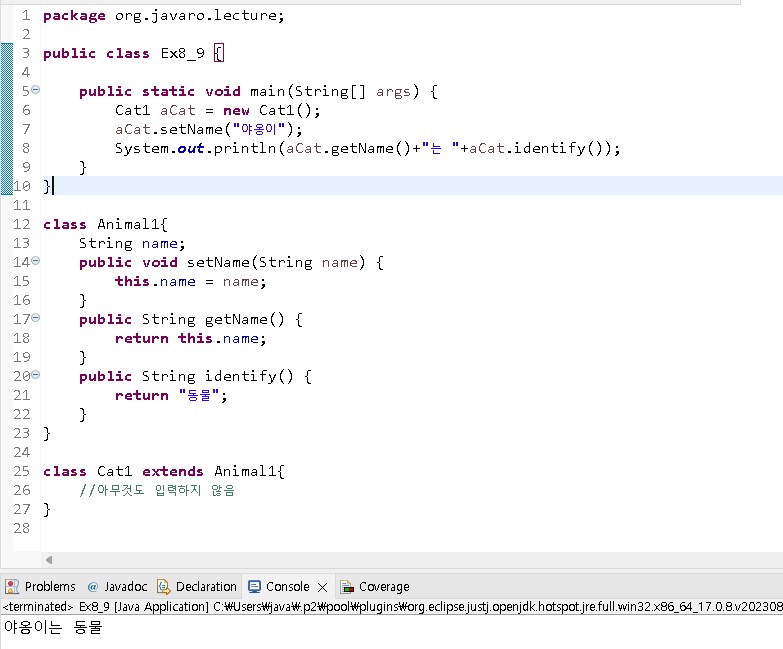 1 package org.javaro.lecture;
2
3 public class Ex8_9 {
4
5     public static void main(String[] args) {
6         Cat1 aCat = new Cat1();
7         aCat.setName("야옹이");
8         System.out.println(aCat.getName()+"는 "+aCat.identify());
9     }
10 }
11
12 class Animal1{
13     String name;
14     public void setName(String name) {
15         this.name = name;
16     }
17     public String getName() {
18         return this.name;
19     }
20     public String identify() {
21         return "동물";
22     }
23 }
24
25 class Cat1 extends Animal1{
26     //아무것도 입력하지 않음
27 }
28
Problems @ Javadoc Declaration Console Coverage
<terminated> Ex8_9 [Java Application] C:₩Users₩java₩.p2₩pool₩plugins₩org.eclipse.justj.openjdk.hotspot.jre.full.win32.x86_64_17.0.8.v202308
야옹이는 동물